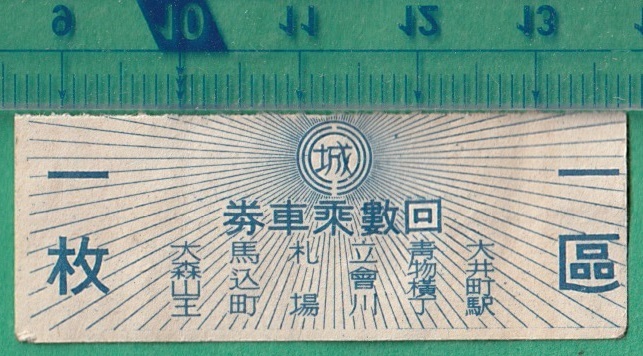 9 10 11 12 13
城
券車乘數回
一區
大井町駅
青物横丁
立會川
札場
馬込町
大森山王
一枚